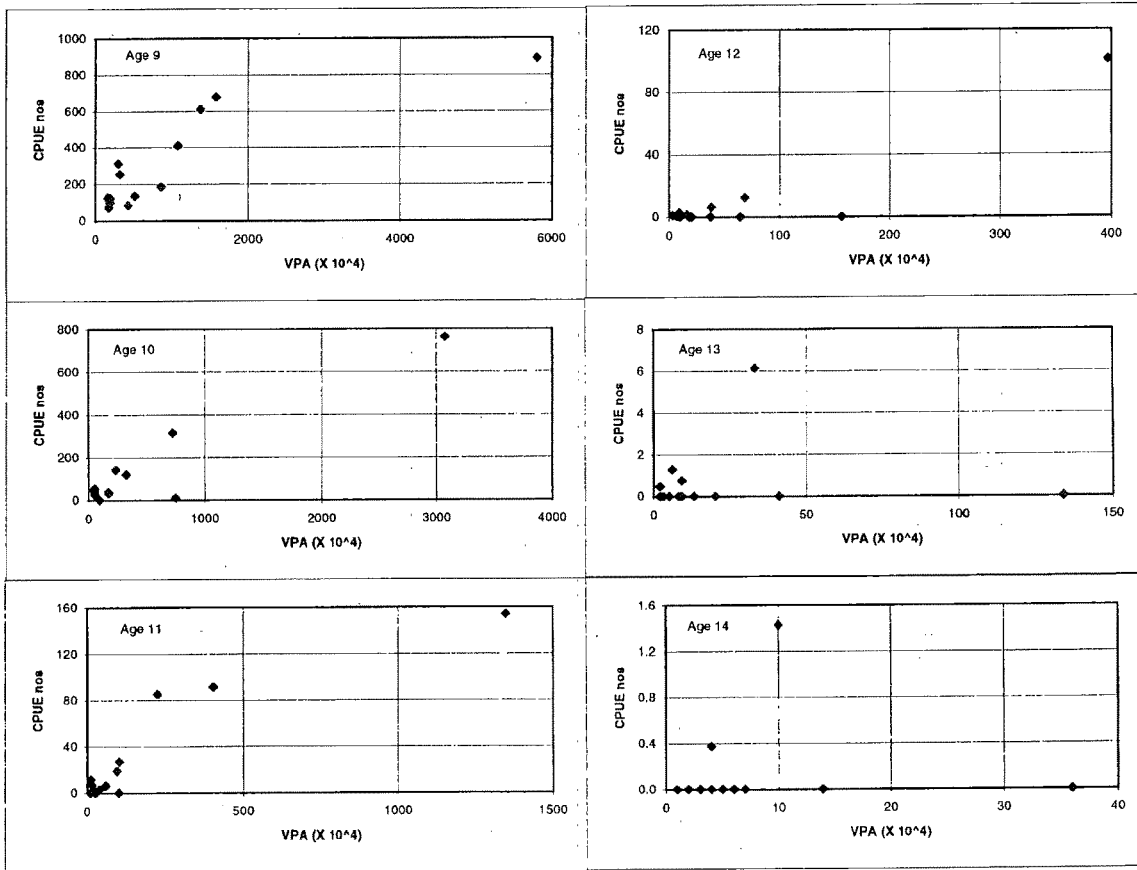 Age 9
CPUE nos
1000
800
600
400
200
0
0 2000 4000 6000
VPA (X 10^4)
Age 12
CPUE nos
120
80
40
0
0 100 200 300 400
VPA (X 10^4)
Age 10
CPUE nos
800
600
400
200
0
0 1000 2000 3000 4000
VPA (X 10^4)
Age 13
CPUE nos
8
6
4
2
0
0 50 100 150
VPA (X 10^4)
Age 11
CPUE nos
160
120
80
40
0
0 500 1000 1500
VPA (X 10^4)
Age 14
CPUE nos
1.6
1.2
0.8
0.4
0.0
0 10 20 30 40
VPA (X 10^4)